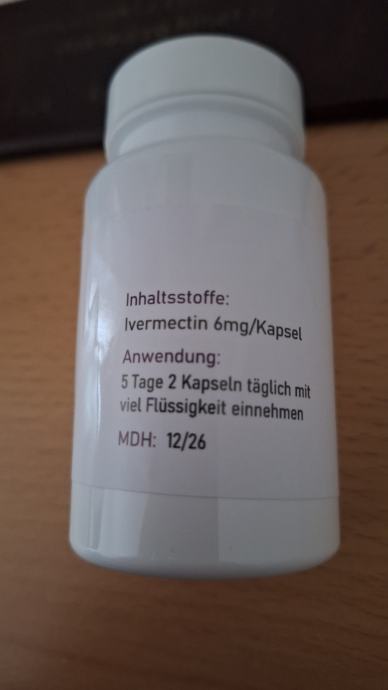 Inhaltsstoffe:
Ivermectin 6mg/Kapsel
Anwendung:
5 Tage 2 Kapseln täglich mit
viel Flüssigkeit einnehmen
MDH: 12/26